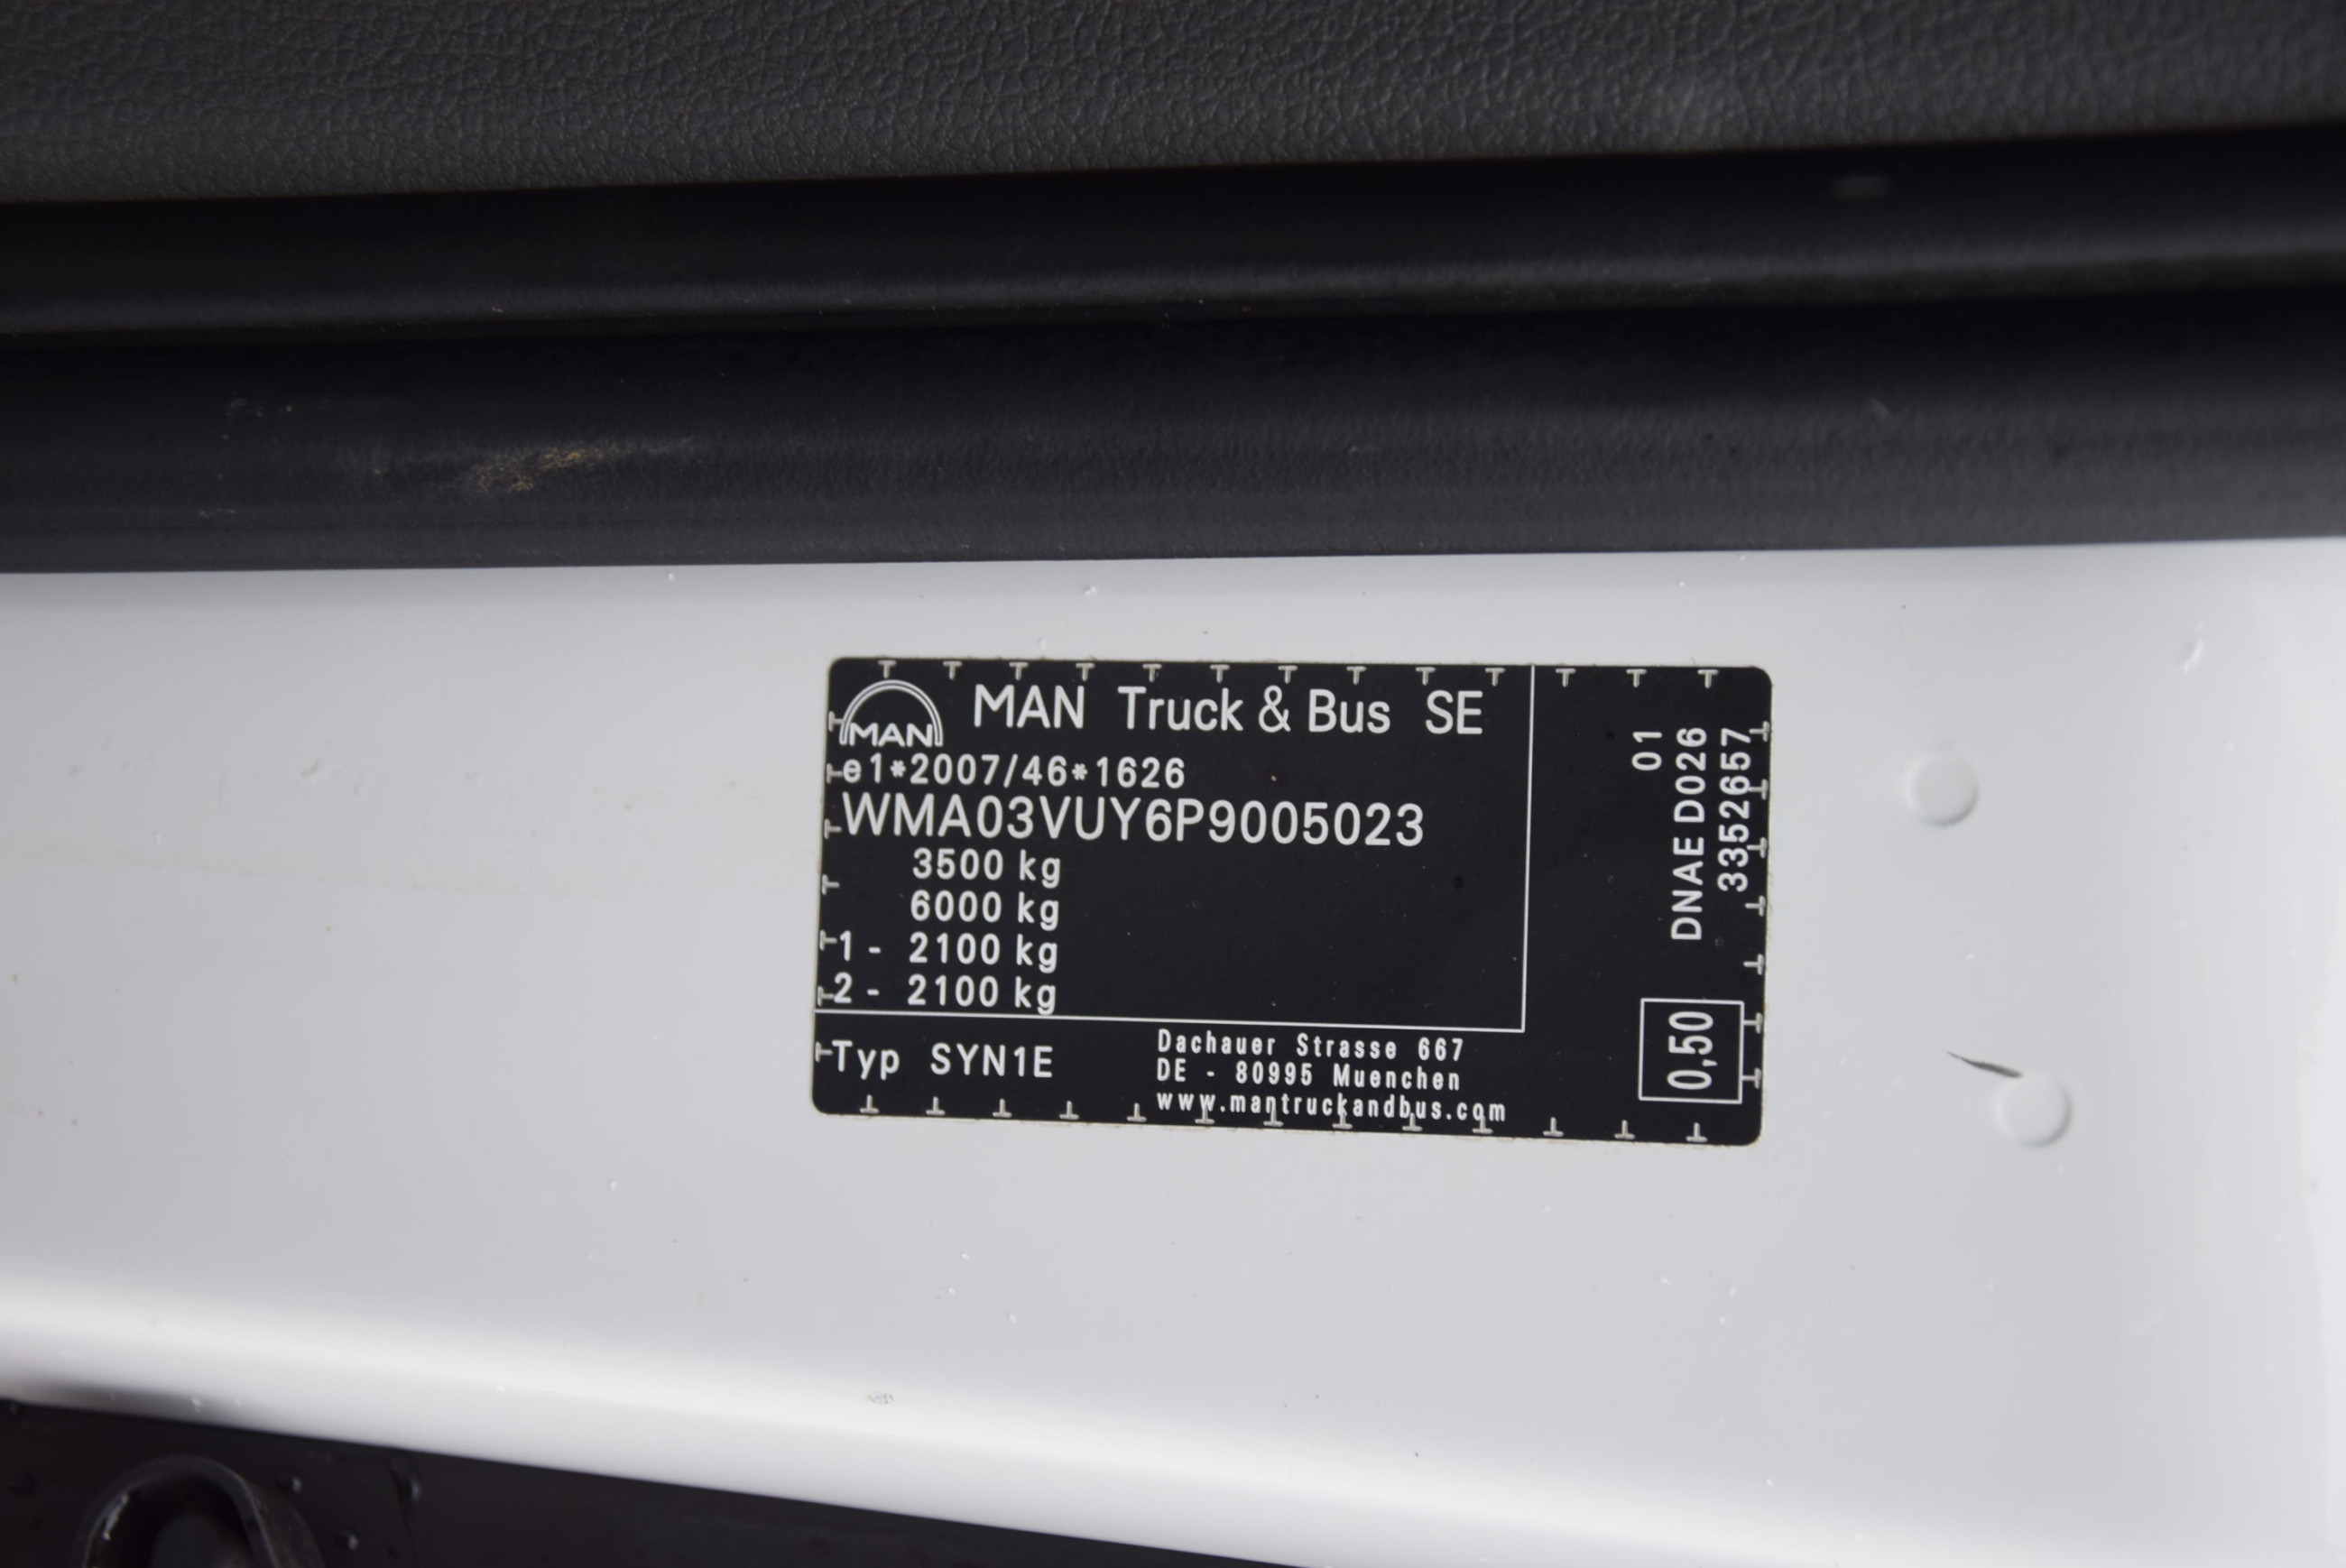 MAN
MAN Truck & Bus SE
e1*2007/46*1626
WMA03VUY6P9005023
3500 kg
6000 kg
1 - 2100 kg
2 - 2100 kg
Typ SYN1E
Dachauer Strasse 667
DE - 80995 Muenchen
www.mantruckandbus.com
01
DNAE D026
3352657
0,50